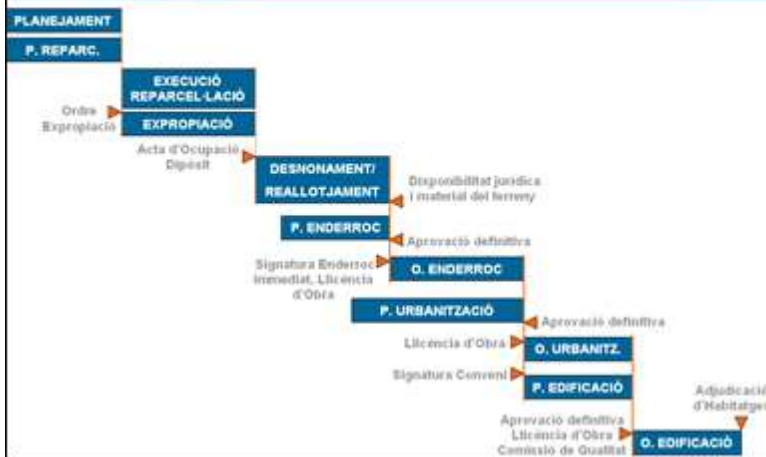 PLANEJAMENT
P. REPARC.
EXECUCIÓ
REPARCEL·LACIÓ
Ordre
Expropiació
EXPROPIACIÓ
Acta d'Ocupació
Dipòsit
DESNONAMENT/
REALLOTJAMENT
Disponibilitat jurídica
i material del terreny
P. ENDERROC
Aprovació definitiva
Signatura Enderroc
immediat, Llicència
d'Obra
O. ENDERROC
P. URBANITZACIÓ
Aprovació definitiva
Llicència d'Obra
O. URBANITZ.
Signatura Conveni
P. EDIFICACIÓ
Adjudicació
d'Habitatges
Aprovació definitiva
Llicència d'Obra
Comissió de Qualitat
O. EDIFICACIÓ